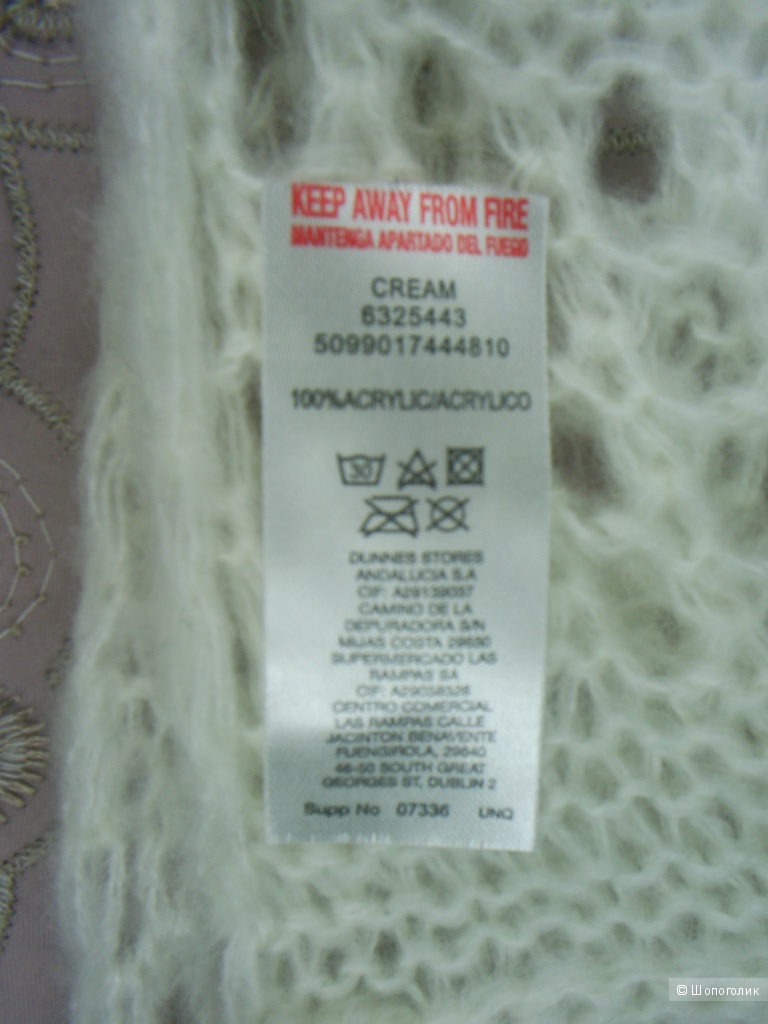 KEEP AWAY FROM FIRE
MANTENGA APARTADO DEL FUEGO
CREAM
6325443
5099017444810
100%ACRYLIC/ACRYLICO
30
DUNNES STORES
ANDALUCIA S.A
CIF: A29139037
CAMINO DE LA
DEPURADORA S/N
MIJAS COSTA 29650
SUPERMERCADO LAS
RAMPAS SA
CIF: A29058328
CENTRO COMERCIAL
LAS RAMPAS CALLE
JACINTON BENAVENTE
FUENGIROLA, 29640
46-50 SOUTH GREAT
GEORGES ST, DUBLIN 2
Supp No 07336 UNQ
© Шопоголик